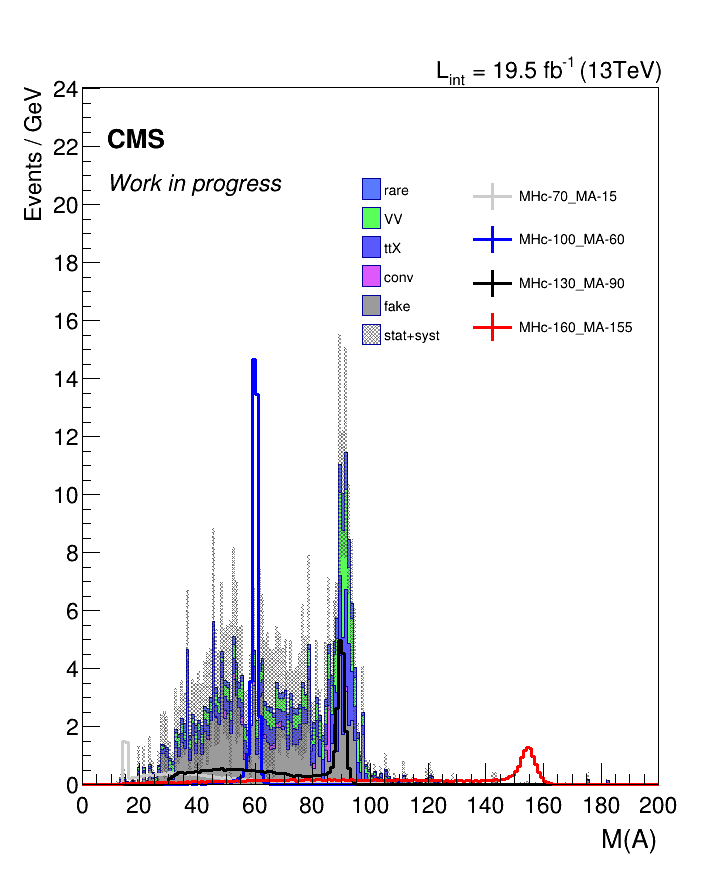 L_int = 19.5 fb^-1 (13TeV)
Events / GeV
24
22
20
18
16
14
12
10
8
6
4
2
0
CMS
Work in progress
rare
VV
ttX
conv
fake
stat+syst
MHc-70_MA-15
MHc-100_MA-60
MHc-130_MA-90
MHc-160_MA-155
0 20 40 60 80 100 120 140 160 180 200
M(A)